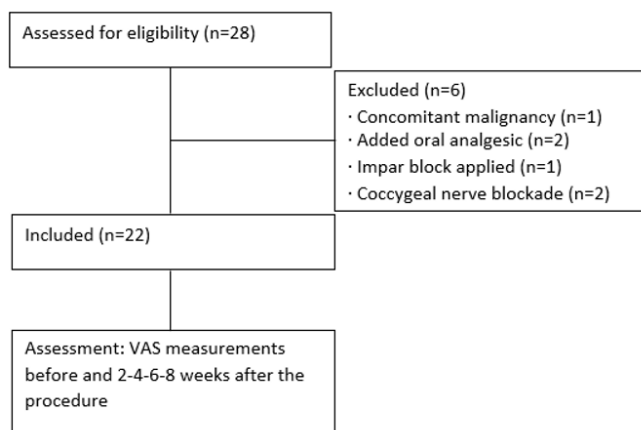 Assessed for eligibility (n=28)
Excluded (n=6)
· Concomitant malignancy (n=1)
· Added oral analgesic (n=2)
· Impar block applied (n=1)
· Coccygeal nerve blockade (n=2)
Included (n=22)
Assessment: VAS measurements
before and 2-4-6-8 weeks after the
procedure